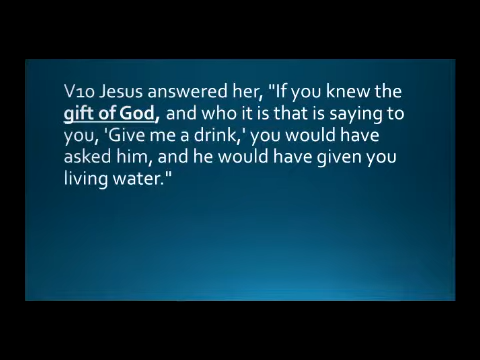 V10 Jesus answered her, "If you knew the
gift of God, and who it is that is saying to
you, 'Give me a drink,' you would have
asked him, and he would have given you
living water."